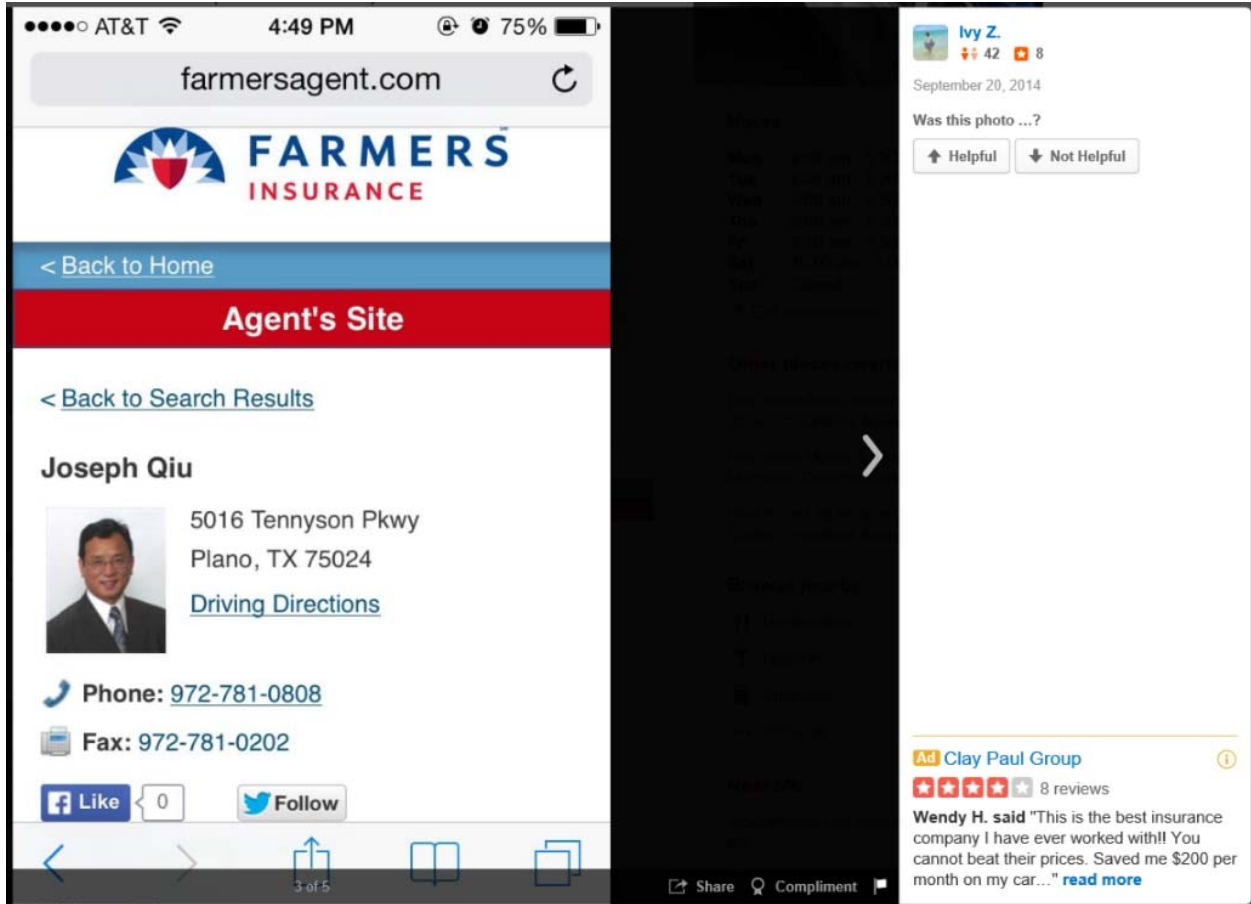 AT&T 4:49 PM 75%
farmersagent.com
FARMERS
INSURANCE
< Back to Home
Agent's Site
< Back to Search Results
Joseph Qiu
5016 Tennyson Pkwy
Plano, TX 75024
Driving Directions
Phone: 972-781-0808
Fax: 972-781-0202
Like 0 Follow
3 of 5
Share Compliment
Ivy Z.
42 8
September 20, 2014
Was this photo ...?
Helpful Not Helpful
Ad Clay Paul Group
8 reviews
Wendy H. said "This is the best insurance
company I have ever worked with!! You
cannot beat their prices. Saved me $200 per
month on my car..." read more